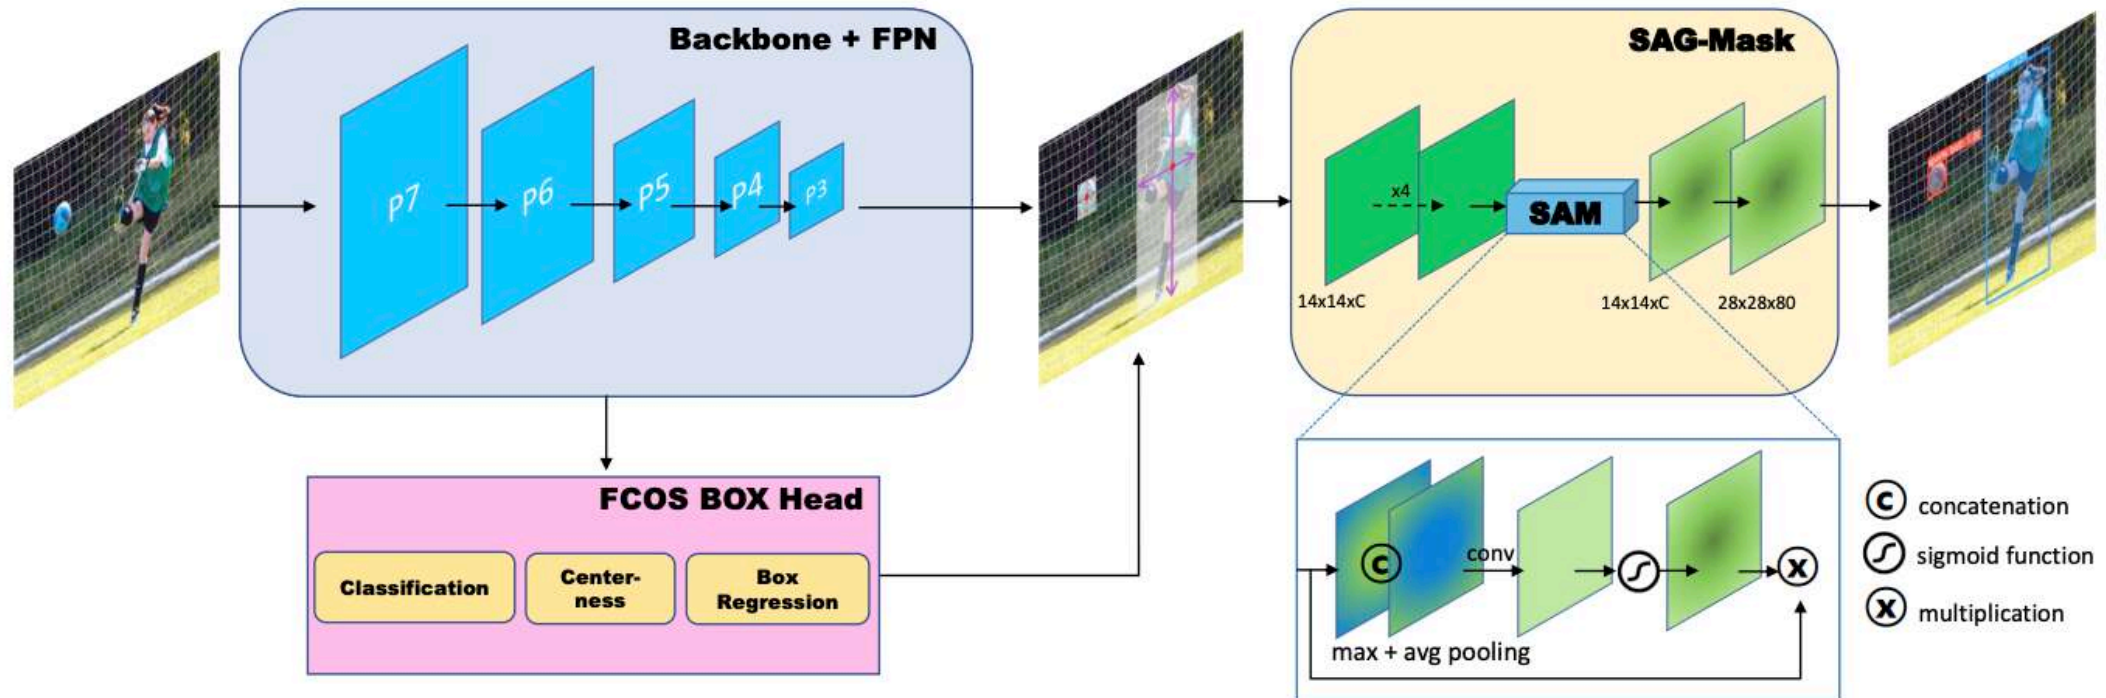 Backbone + FPN
P7
P6
P5
P4
P3
FCOS BOX Head
Classification
Center-
ness
Box
Regression
SAG-Mask
x4
SAM
14x14xC
14x14xC
28x28x80
C
conv
max + avg pooling
X
C concatenation
sigmoid function
X multiplication